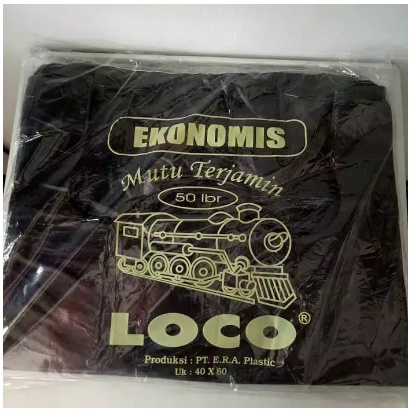 EKONOMIS
Mutu Terjamin
50 lbr
LOCO®
Produksi : PT. E.R.A. Plastic
Uk : 40 X 60